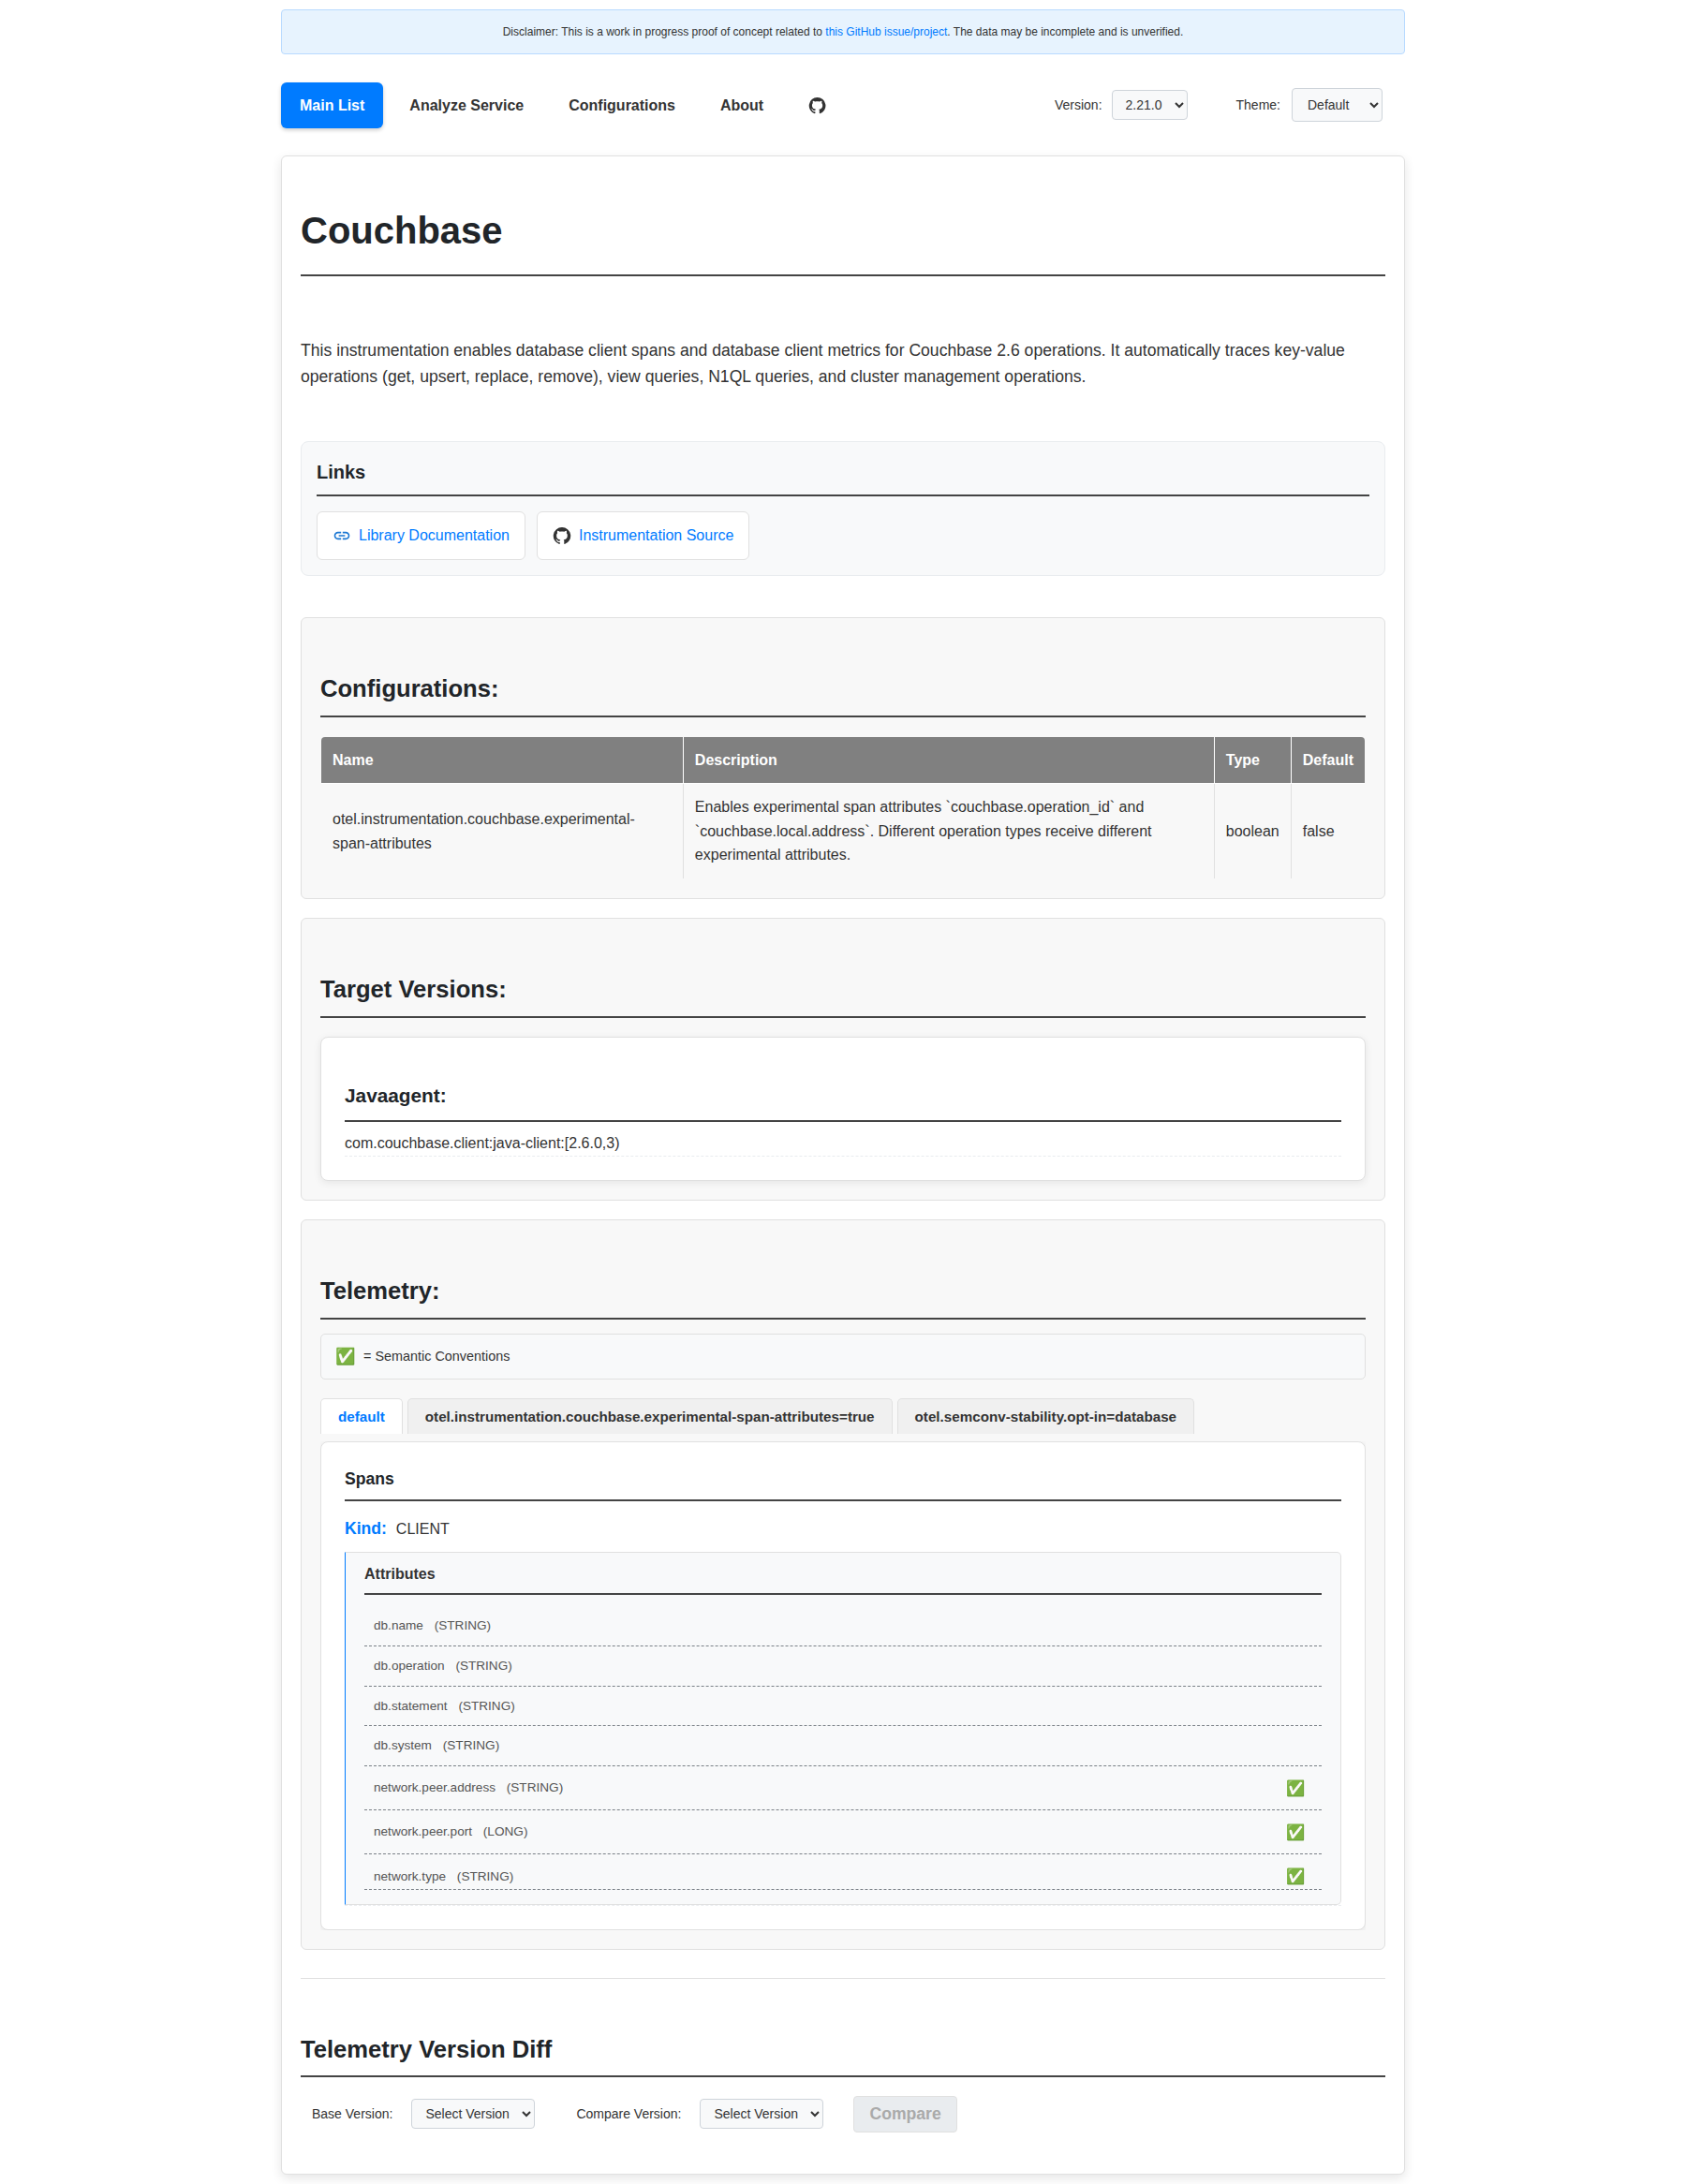 Disclaimer: This is a work in progress proof of concept related to this GitHub issue/project. The data may be incomplete and is unverified.
Main List
Analyze Service
Configurations
About
Version:
2.21.0
Theme:
Default
Couchbase
This instrumentation enables database client spans and database client metrics for Couchbase 2.6 operations. It automatically traces key-value
operations (get, upsert, replace, remove), view queries, N1QL queries, and cluster management operations.
Links
Library Documentation
Instrumentation Source
Configurations:
Name
Description
Type
Default
otel.instrumentation.couchbase.experimental-
span-attributes
Enables experimental span attributes `couchbase.operation_id` and
`couchbase.local.address`. Different operation types receive different
experimental attributes.
boolean
false
Target Versions:
Javaagent:
com.couchbase.client:java-client:[2.6.0,3)
Telemetry:
✅ = Semantic Conventions
default
otel.instrumentation.couchbase.experimental-span-attributes=true
otel.semconv-stability.opt-in=database
Spans
Kind: CLIENT
Attributes
db.name (STRING)
db.operation (STRING)
db.statement (STRING)
db.system (STRING)
network.peer.address (STRING) ✅
network.peer.port (LONG) ✅
network.type (STRING) ✅
Telemetry Version Diff
Base Version:
Select Version
Compare Version:
Select Version
Compare